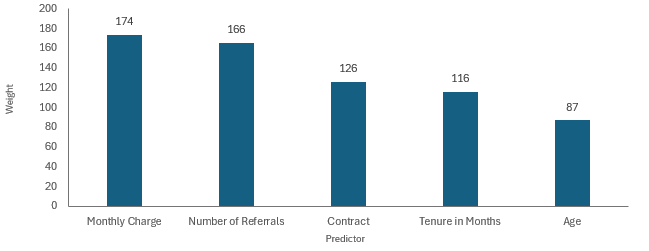 200
180
160
140
120
100
80
60
40
20
0
Weight
174
166
126
116
87
Monthly Charge
Number of Referrals
Contract
Tenure in Months
Age
Predictor